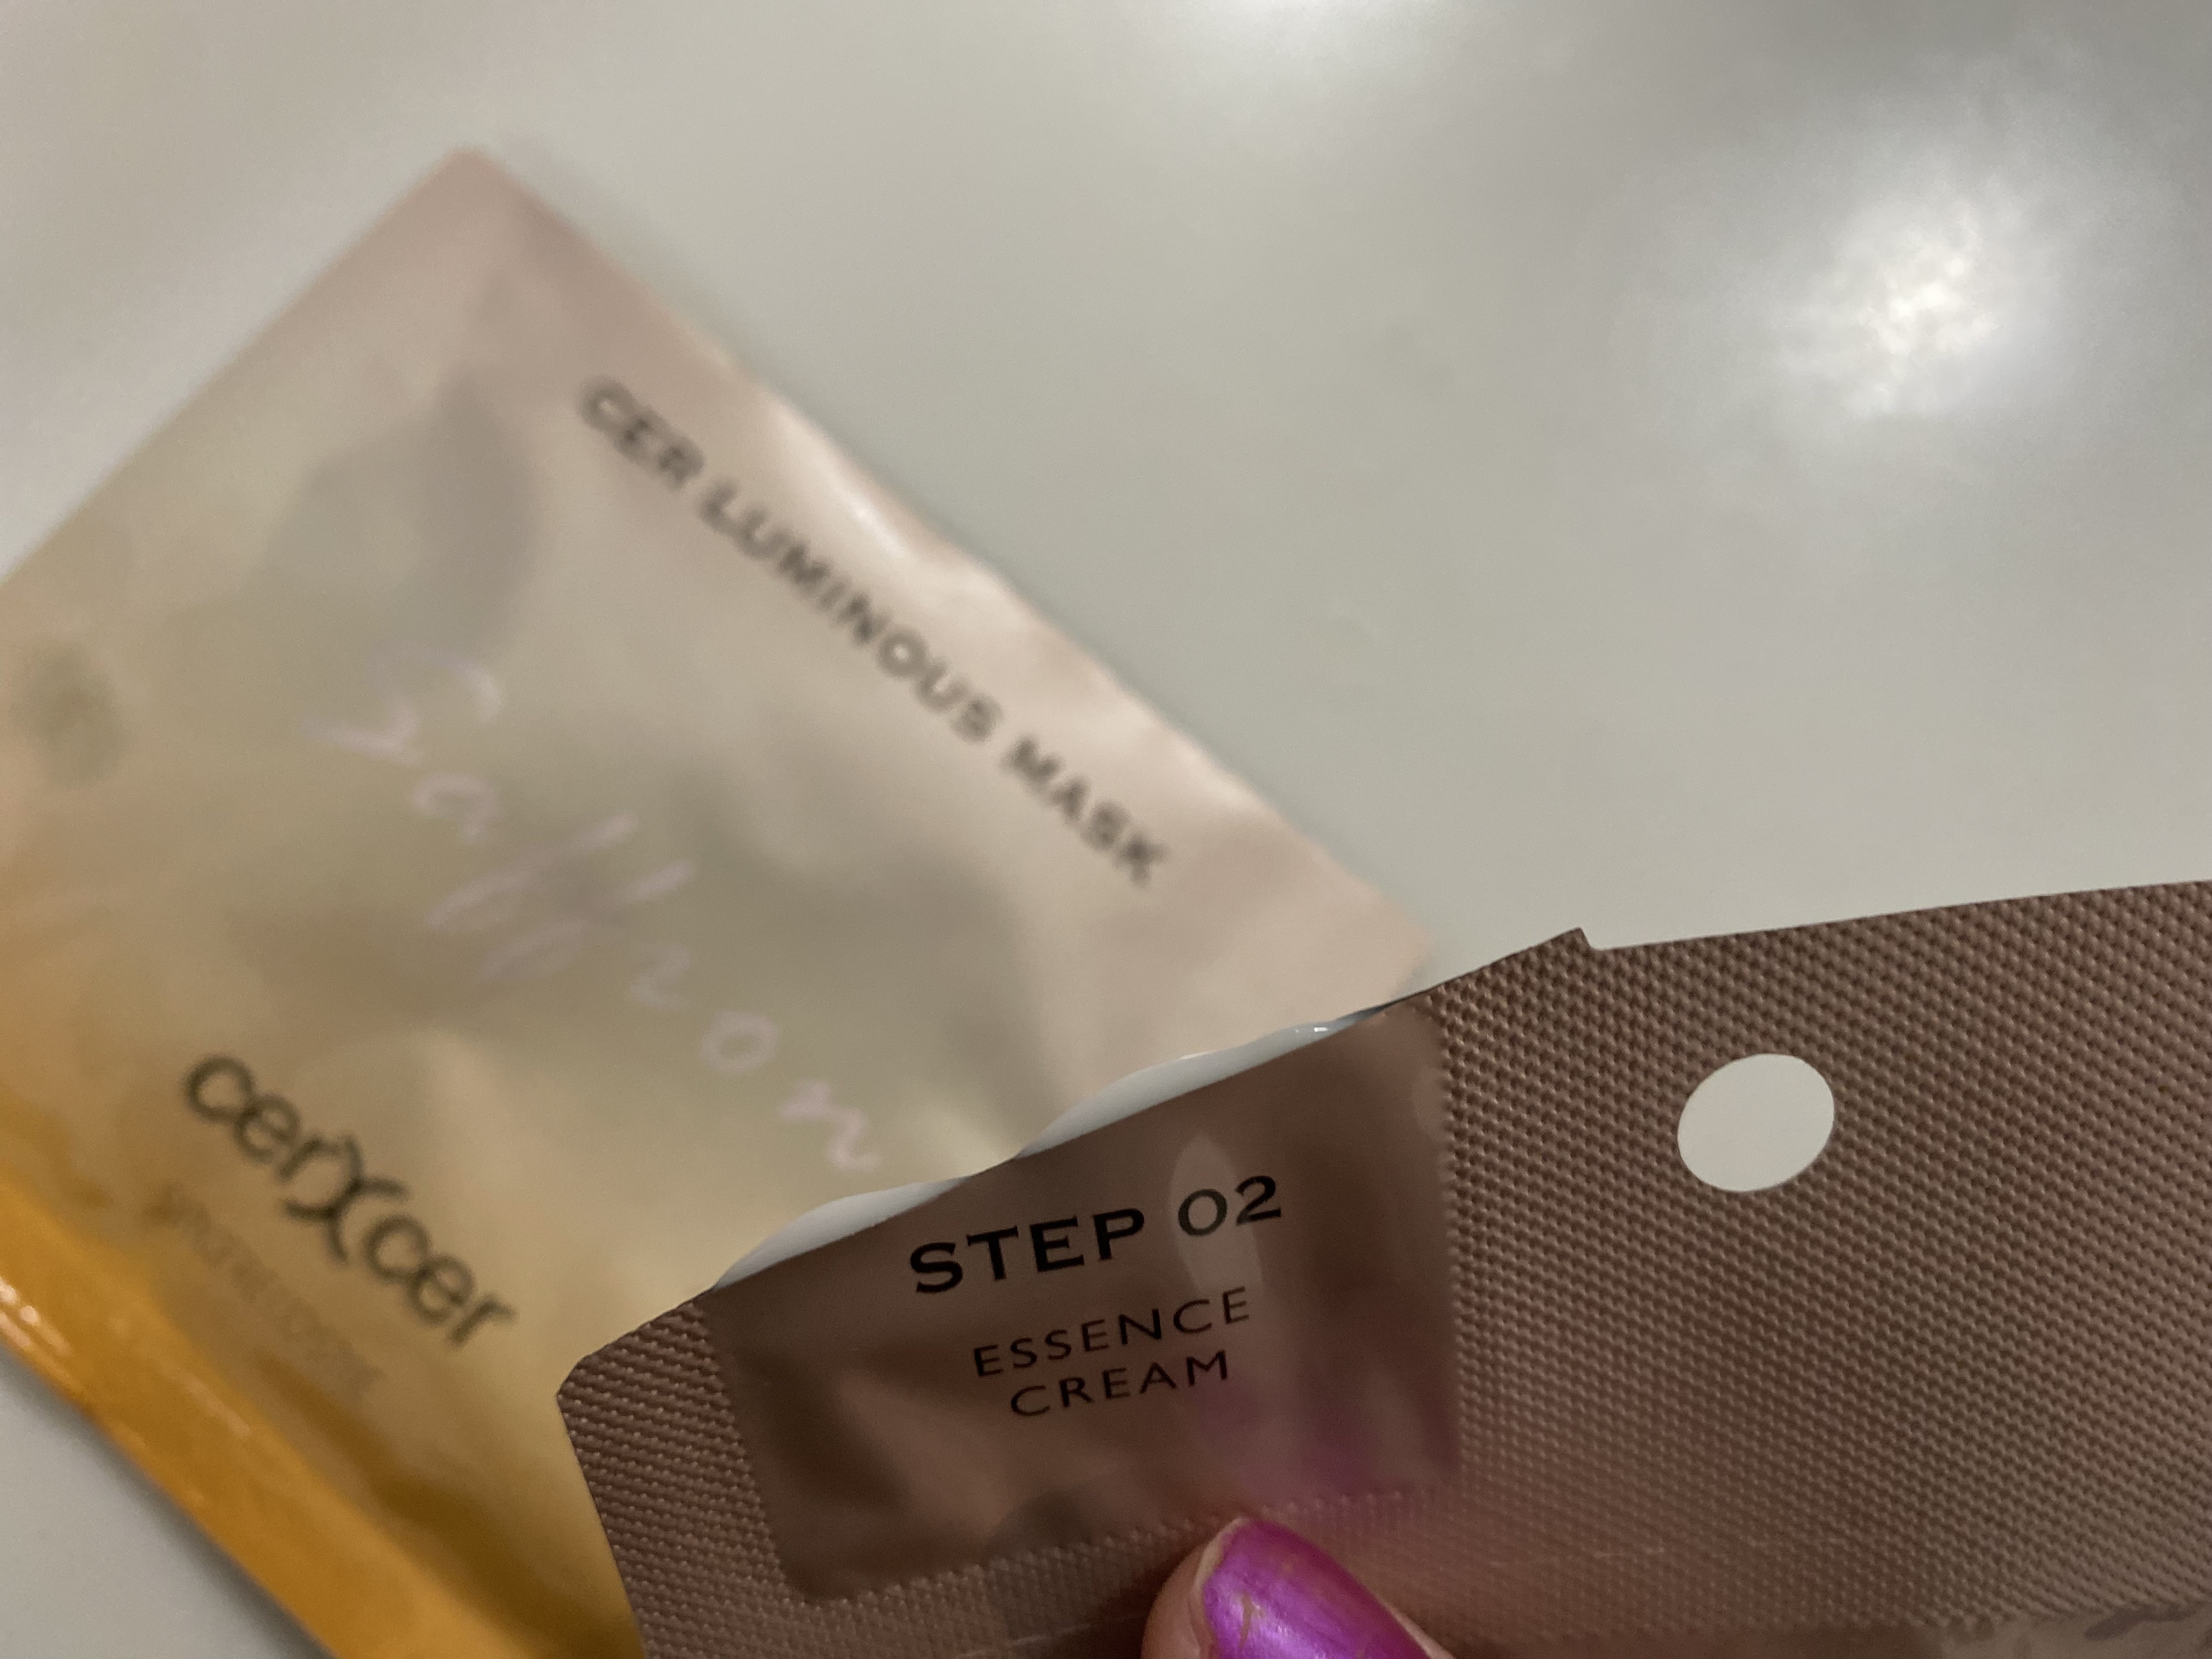 CER LUMINOUS MASK
Saffron
cerXcer
STEP 02
ESSENCE
CREAM